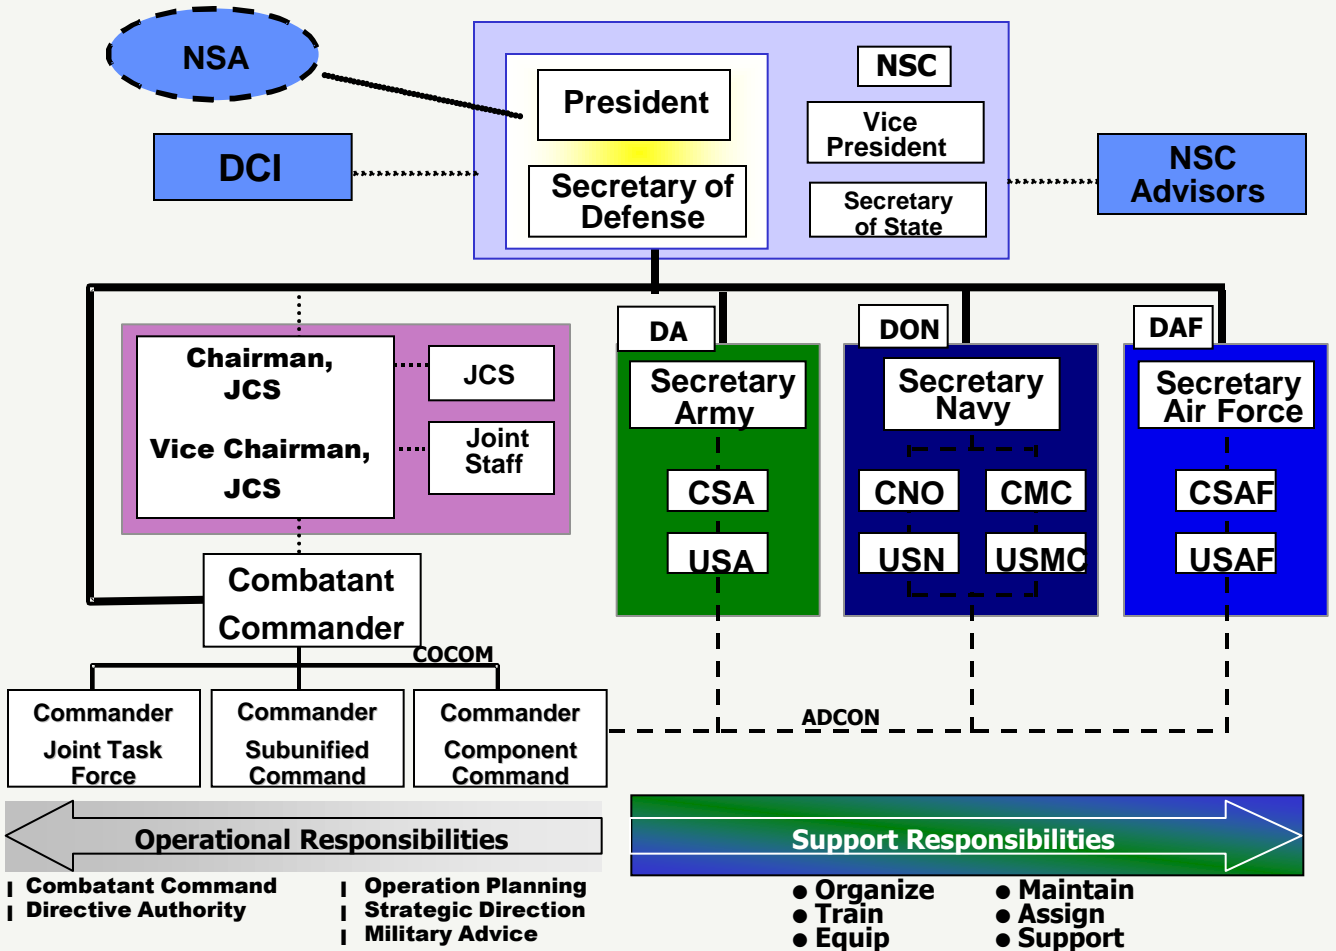 NSA
President
NSC
Vice
President
DCI
Secretary of
Defense
Secretary
of State
NSC
Advisors
Chairman,
JCS
Vice Chairman,
JCS
JCS
Joint
Staff
DA
Secretary
Army
CSA
USA
DON
Secretary
Navy
CNO
CMC
USN
USMC
DAF
Secretary
Air Force
CSAF
USAF
Combatant
Commander
COCOM
Commander
Joint Task
Force
Commander
Subunified
Command
Commander
Component
Command
ADCON
Operational Responsibilities
Support Responsibilities
Combatant Command
Directive Authority
Operation Planning
Strategic Direction
Military Advice
● Organize
● Train
● Equip
● Maintain
● Assign
● Support